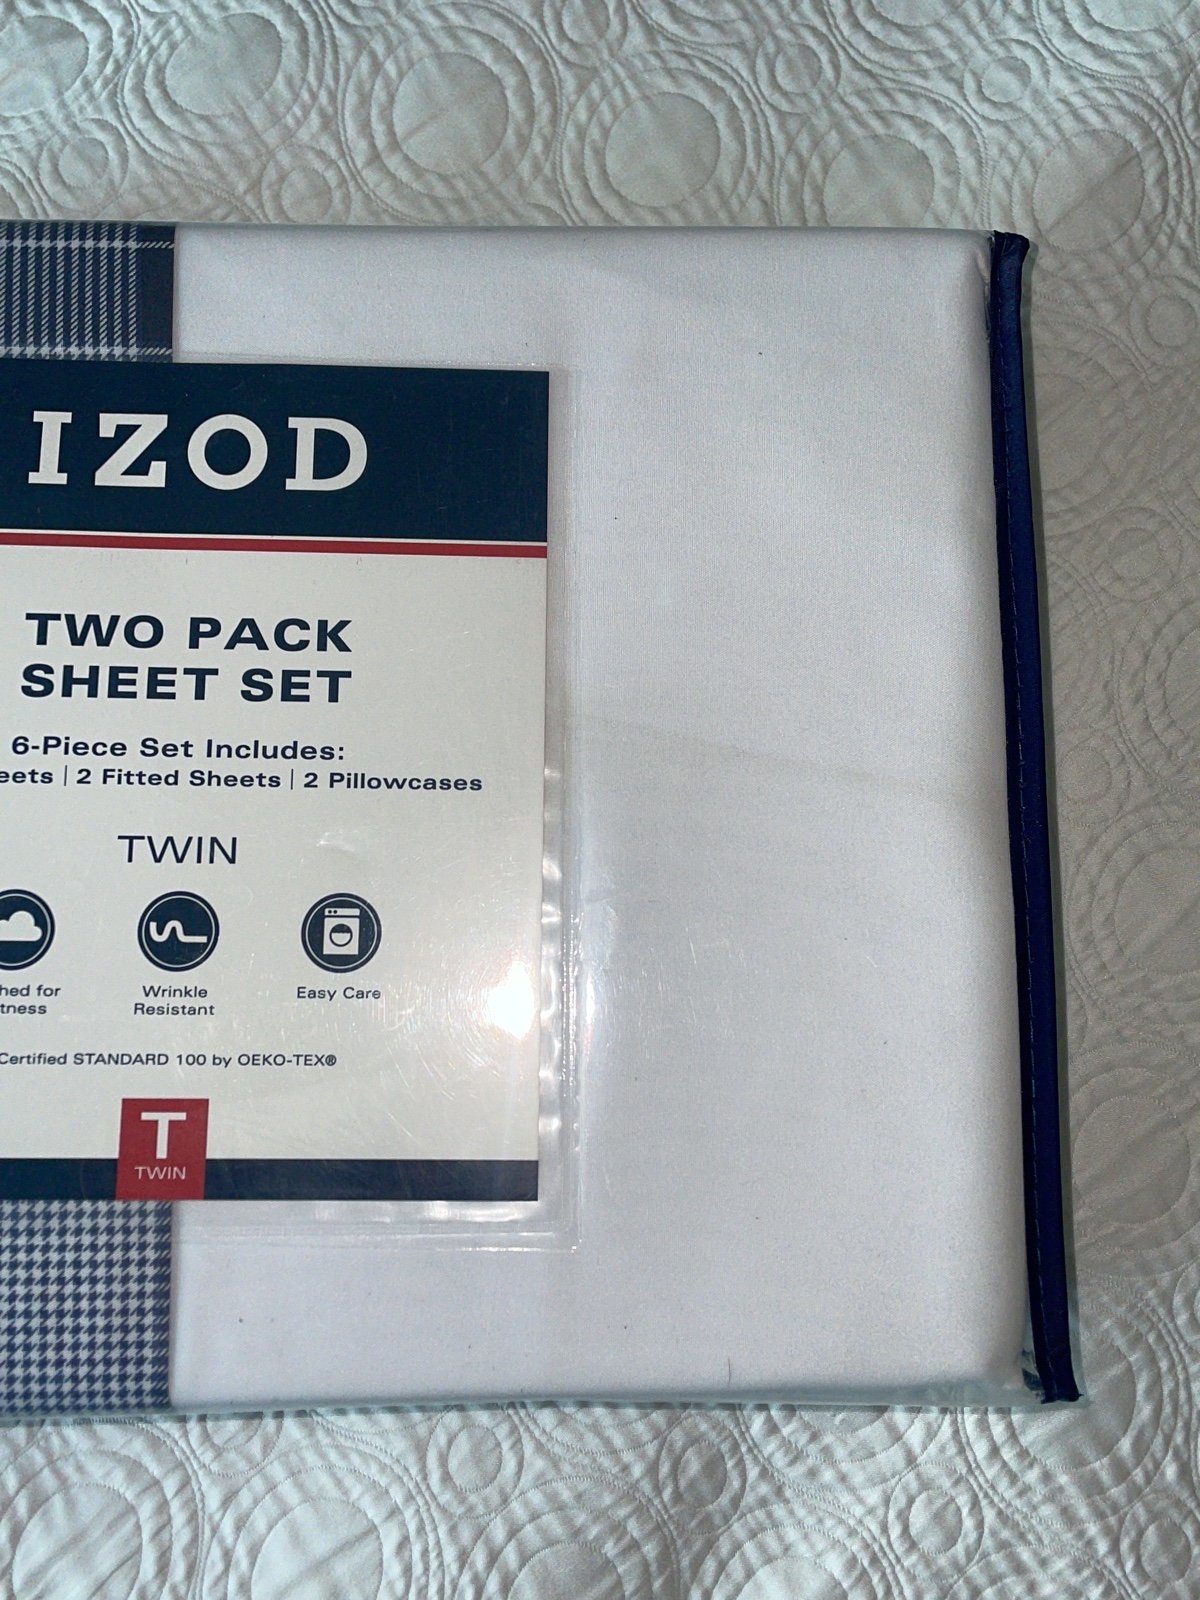 IZOD
TWO PACK
SHEET SET
6-Piece Set Includes:
eets | 2 Fitted Sheets | 2 Pillowcases
TWIN
hed for
tness
Wrinkle
Resistant
Easy Care
Certified STANDARD 100 by OEKO-TEX®
T
TWIN